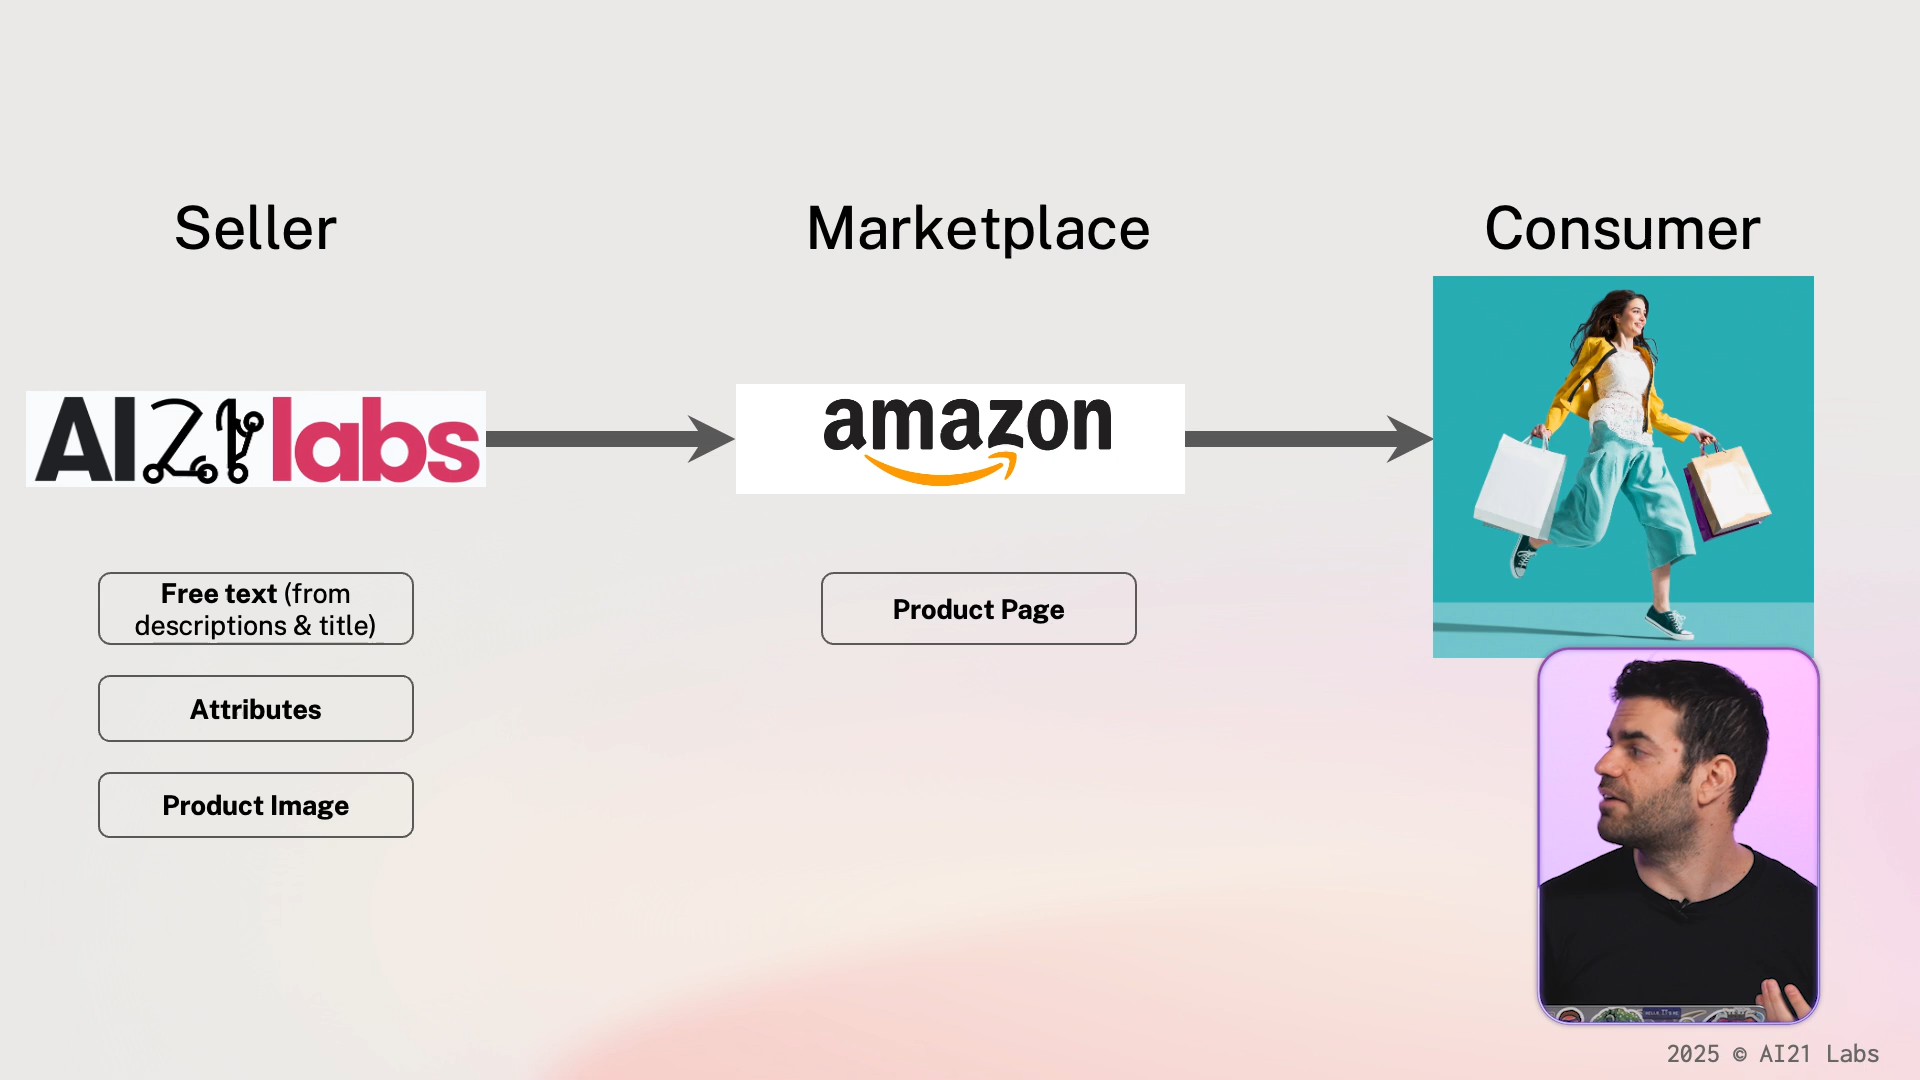 Seller
Marketplace
Consumer
AI21 labs
amazon
Free text (from
descriptions & title)
Attributes
Product Image
Product Page
2025 © AI21 Labs